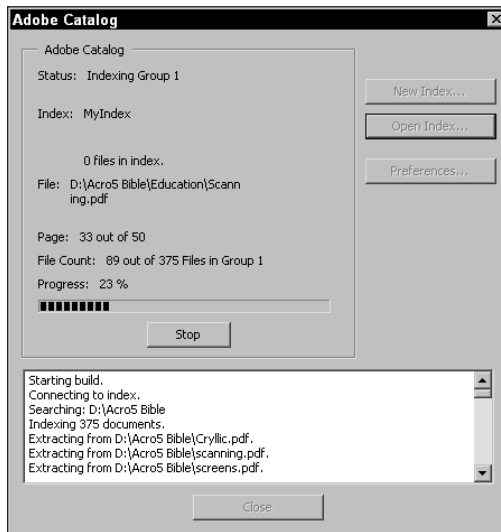 Adobe Catalog
Adobe Catalog
Status: Indexing Group 1
Index: MyIndex
0 files in index.
File: D:\Acro5 Bible\Education\Scann
ing.pdf
Page: 33 out of 50
File Count: 89 out of 375 Files in Group 1
Progress: 23 %
Stop
New Index...
Open Index...
Preferences...
Starting build.
Connecting to index.
Searching: D:\Acro5 Bible
Indexing 375 documents.
Extracting from D:\Acro5 Bible\Cryllic.pdf.
Extracting from D:\Acro5 Bible\scanning.pdf.
Extracting from D:\Acro5 Bible\screens.pdf.
Close